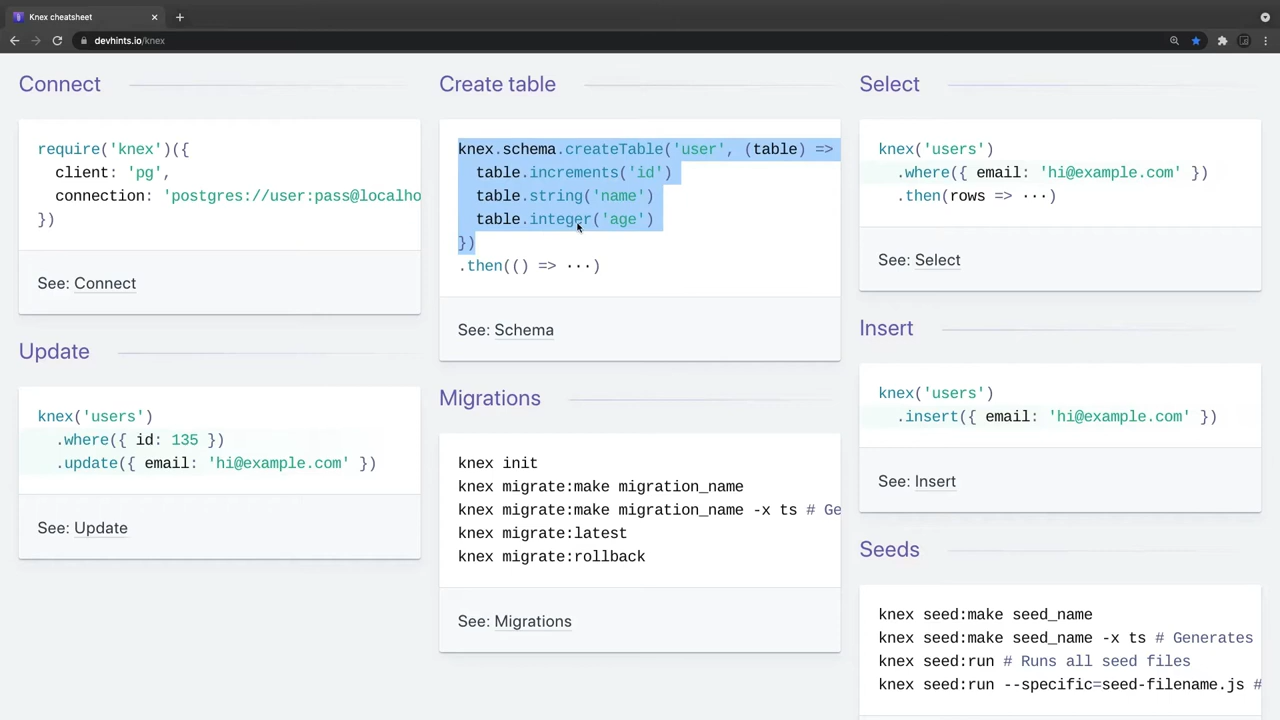 Knex cheatsheet
devhints.io/knex
Connect
require('knex')({
client: 'pg',
connection: 'postgres://user:pass@localho
})
See: Connect
Update
knex('users')
.where({ id: 135 })
.update({ email: 'hi@example.com' })
See: Update
Create table
knex.schema.createTable('user', (table) =>
table.increments('id')
table.string('name')
table.integer('age')
})
.then(() => ···)
See: Schema
Migrations
knex init
knex migrate:make migration_name
knex migrate:make migration_name -x ts # Ge
knex migrate:latest
knex migrate:rollback
See: Migrations
Select
knex('users')
.where({ email: 'hi@example.com' })
.then(rows => ···)
See: Select
Insert
knex('users')
.insert({ email: 'hi@example.com' })
See: Insert
Seeds
knex seed:make seed_name
knex seed:make seed_name -x ts # Generates
knex seed:run # Runs all seed files
knex seed:run --specific=seed-filename.js #